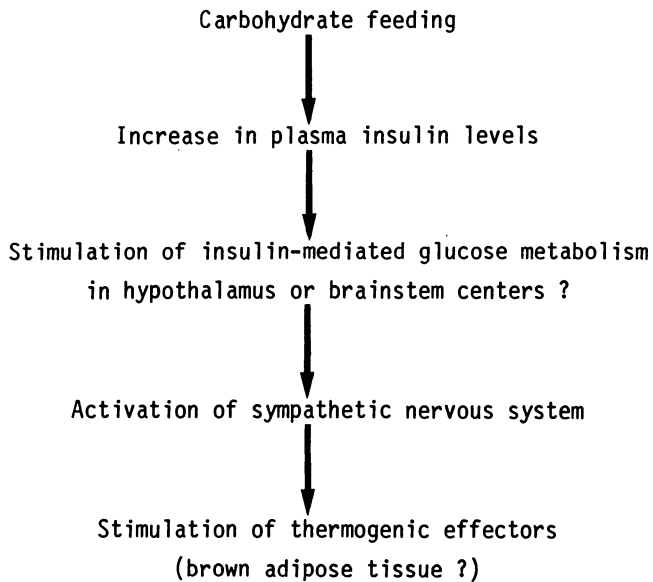 Carbohydrate feeding
Increase in plasma insulin levels
Stimulation of insulin-mediated glucose metabolism
in hypothalamus or brainstem centers ?
Activation of sympathetic nervous system
Stimulation of thermogenic effectors
(brown adipose tissue ?)